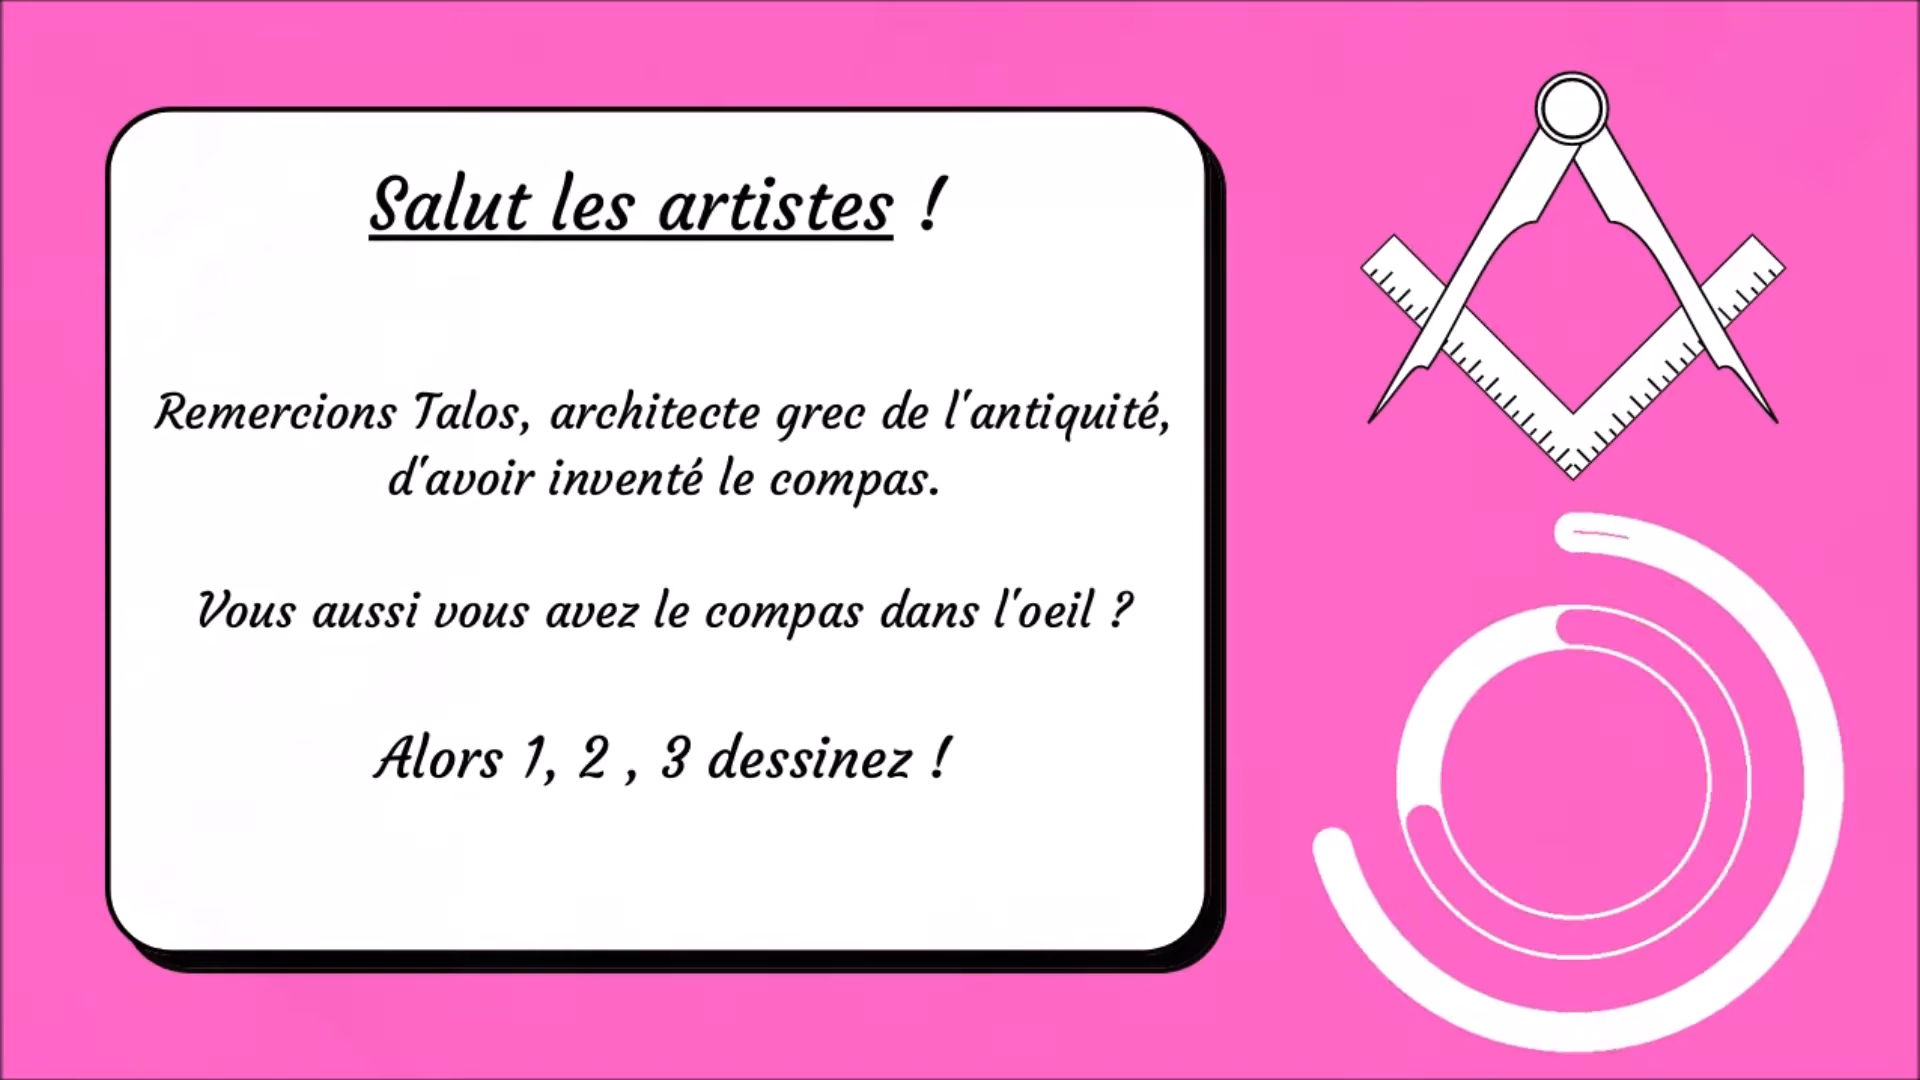 Salut les artistes !
Remercions Talos, architecte grec de l'antiquité,
d'avoir inventé le compas.
Vous aussi vous avez le compas dans l'oeil ?
Alors 1, 2 , 3 dessinez !